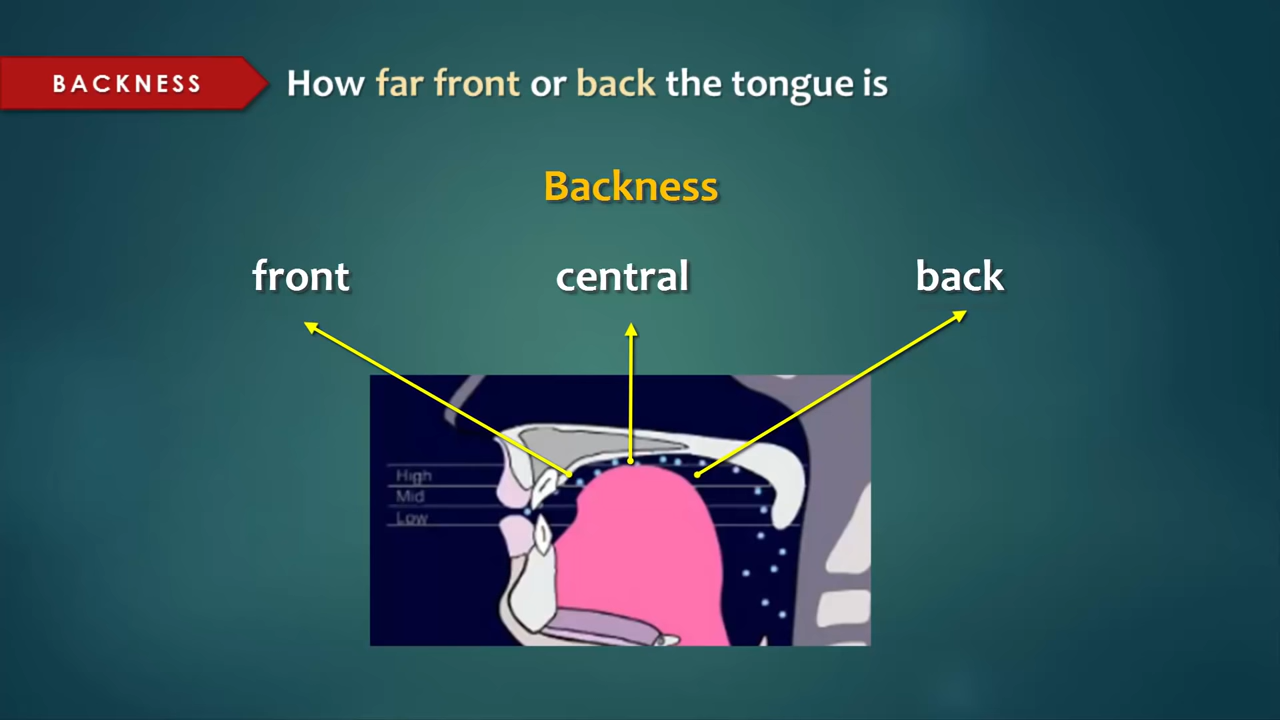 BACKNESS
How far front or back the tongue is
Backness
front central back
High
Mid
Low